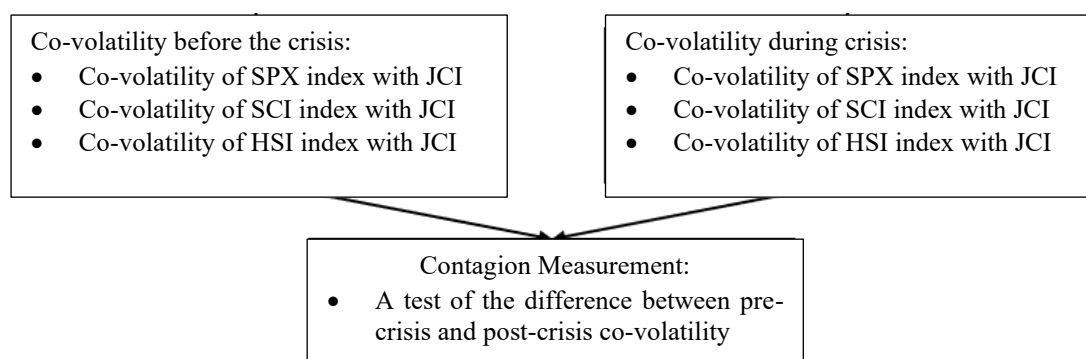 Co-volatility before the crisis:
• Co-volatility of SPX index with JCI
• Co-volatility of SCI index with JCI
• Co-volatility of HSI index with JCI
Co-volatility during crisis:
• Co-volatility of SPX index with JCI
• Co-volatility of SCI index with JCI
• Co-volatility of HSI index with JCI
Contagion Measurement:
• A test of the difference between pre-
crisis and post-crisis co-volatility